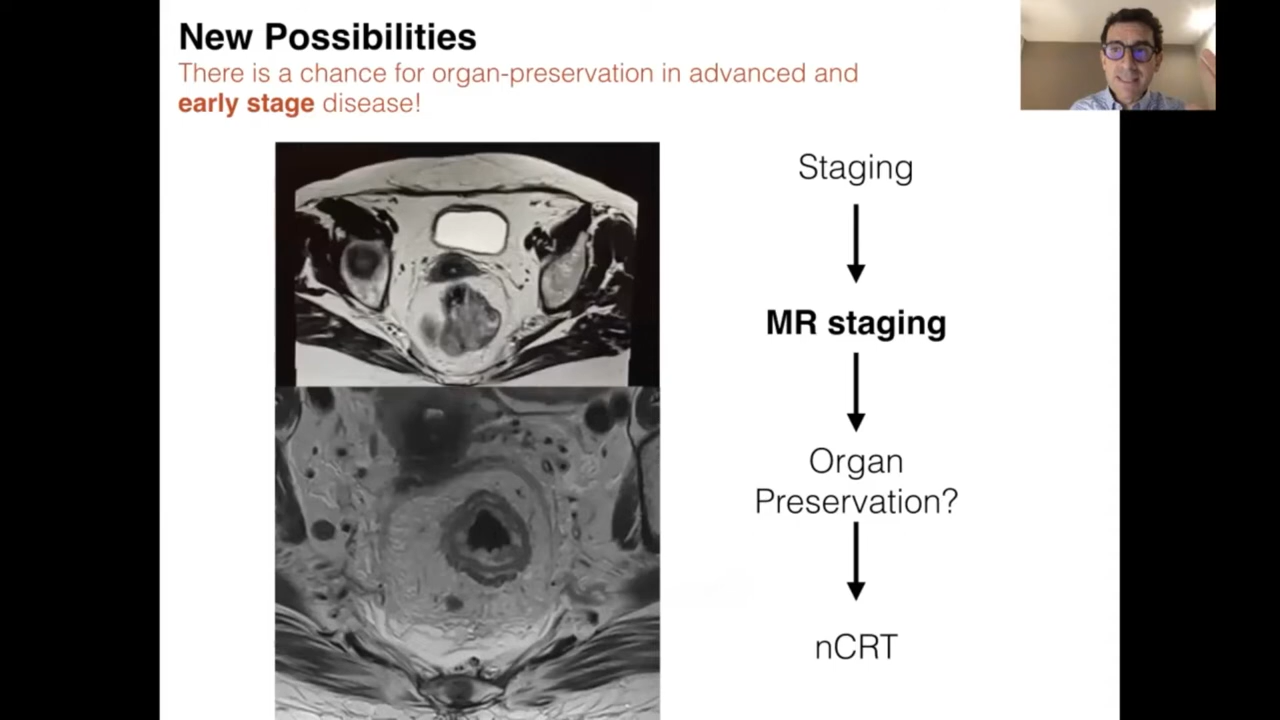 New Possibilities
There is a chance for organ-preservation in advanced and
early stage disease!
Staging
MR staging
Organ
Preservation?
nCRT